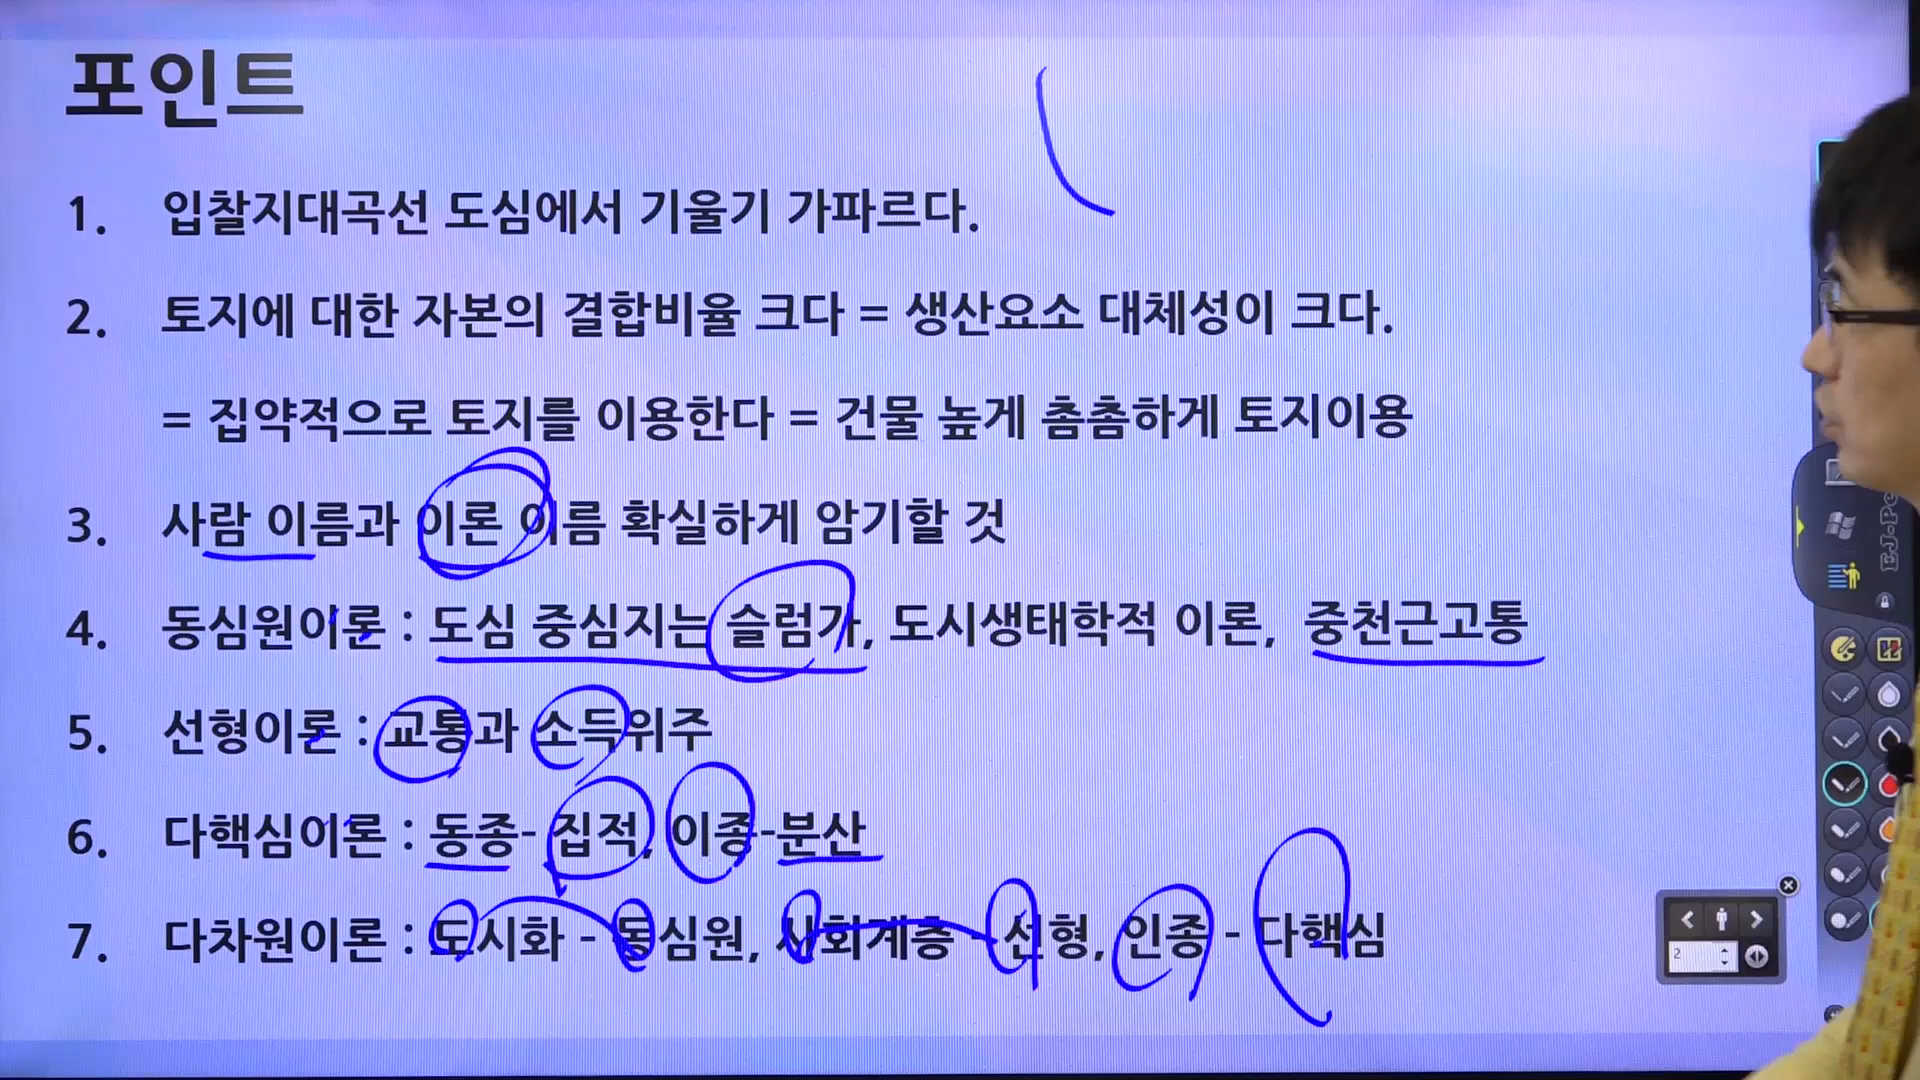 포인트
1. 입찰지대곡선 도심에서 기울기 가파르다.
2. 토지에 대한 자본의 결합비율 크다 = 생산요소 대체성이 크다.
= 집약적으로 토지를 이용한다 = 건물 높게 촘촘하게 토지이용
3. 사람 이름과 이론 이름 확실하게 암기할 것
4. 동심원이론 : 도심 중심지는 슬럼가, 도시생태학적 이론, 중천근고통
5. 선형이론 : 교통과 소득위주
6. 다핵심이론 : 동종- 집적, 이종-분산
7. 다차원이론 : 도시화 - 동심원, 사회계층 - 선형, 인종 - 다핵심
2